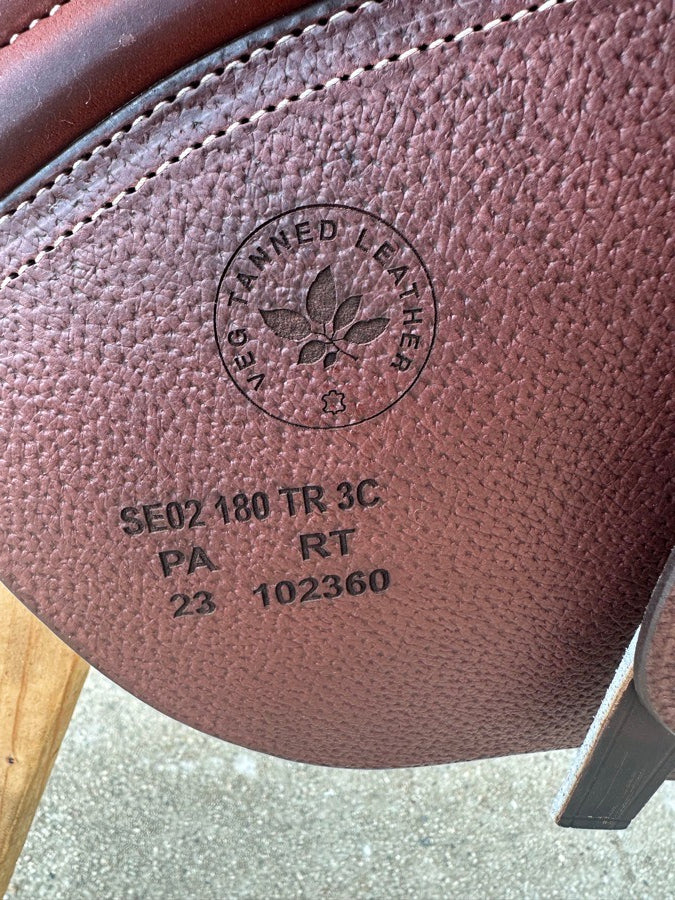 VEG TANNED LEATHER
SE02 180 TR 3C
PA RT
23 102360